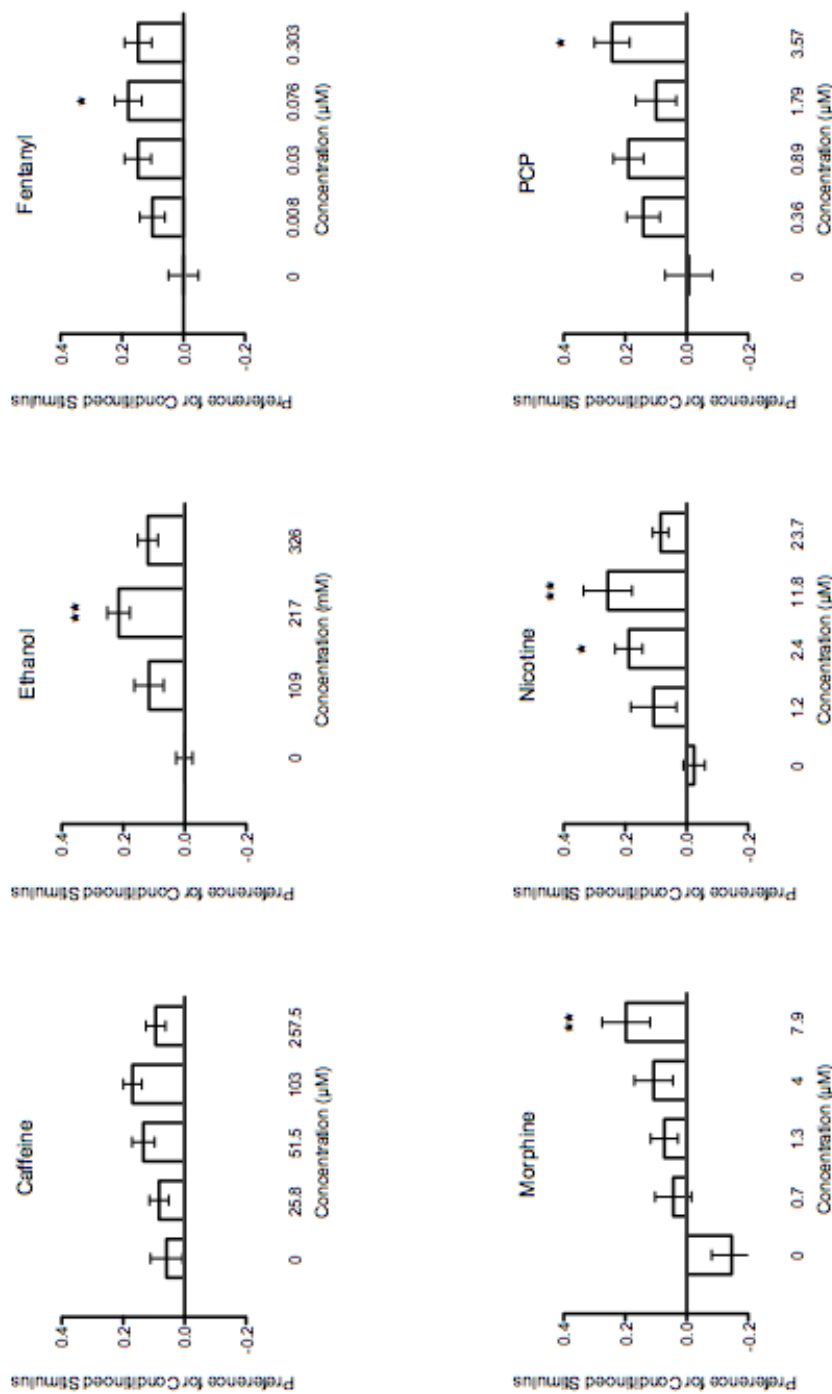 Caffeine
Preference for Conditinoed Stimulus
0.4
0.2
0.0
-0.2
0 25.8 51.5 103 257.5
Concentration (µM)
Ethanol
Preference for Conditinoed Stimulus
0.4
0.2
0.0
-0.2
**
0 109 217 326
Concentration (mM)
Fentanyl
Preference for Conditinoed Stimulus
0.4
0.2
0.0
-0.2
*
0 0.008 0.03 0.076 0.303
Concentration (µM)
Morphine
Preference for Conditinoed Stimulus
0.4
0.2
0.0
-0.2
**
0 0.7 1.3 4 7.9
Concentration (µM)
Nicotine
Preference for Conditinoed Stimulus
0.4
0.2
0.0
-0.2
* **
0 1.2 2.4 11.8 23.7
Concentration (µM)
PCP
Preference for Conditinoed Stimulus
0.4
0.2
0.0
-0.2
*
0 0.36 0.89 1.79 3.57
Concentration (µM)